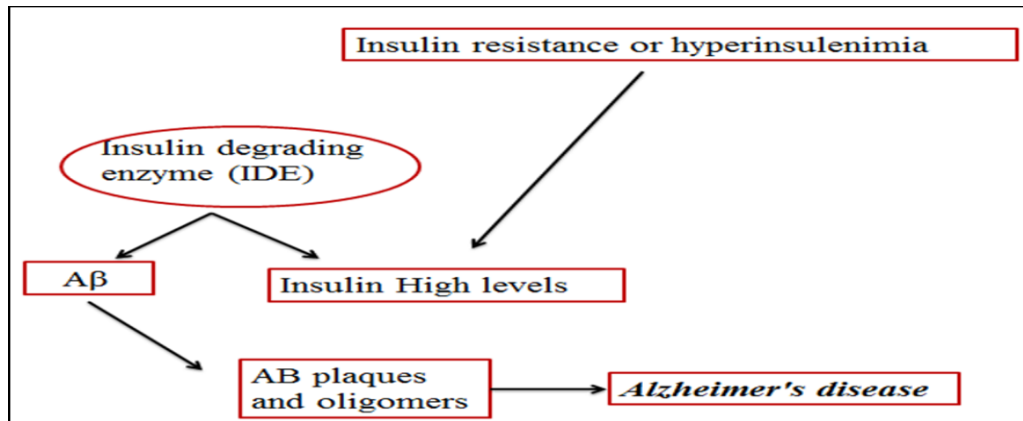 Insulin resistance or hyperinsulenimia
Insulin degrading
enzyme (IDE)
Aβ
Insulin High levels
AB plaques
and oligomers
Alzheimer's disease